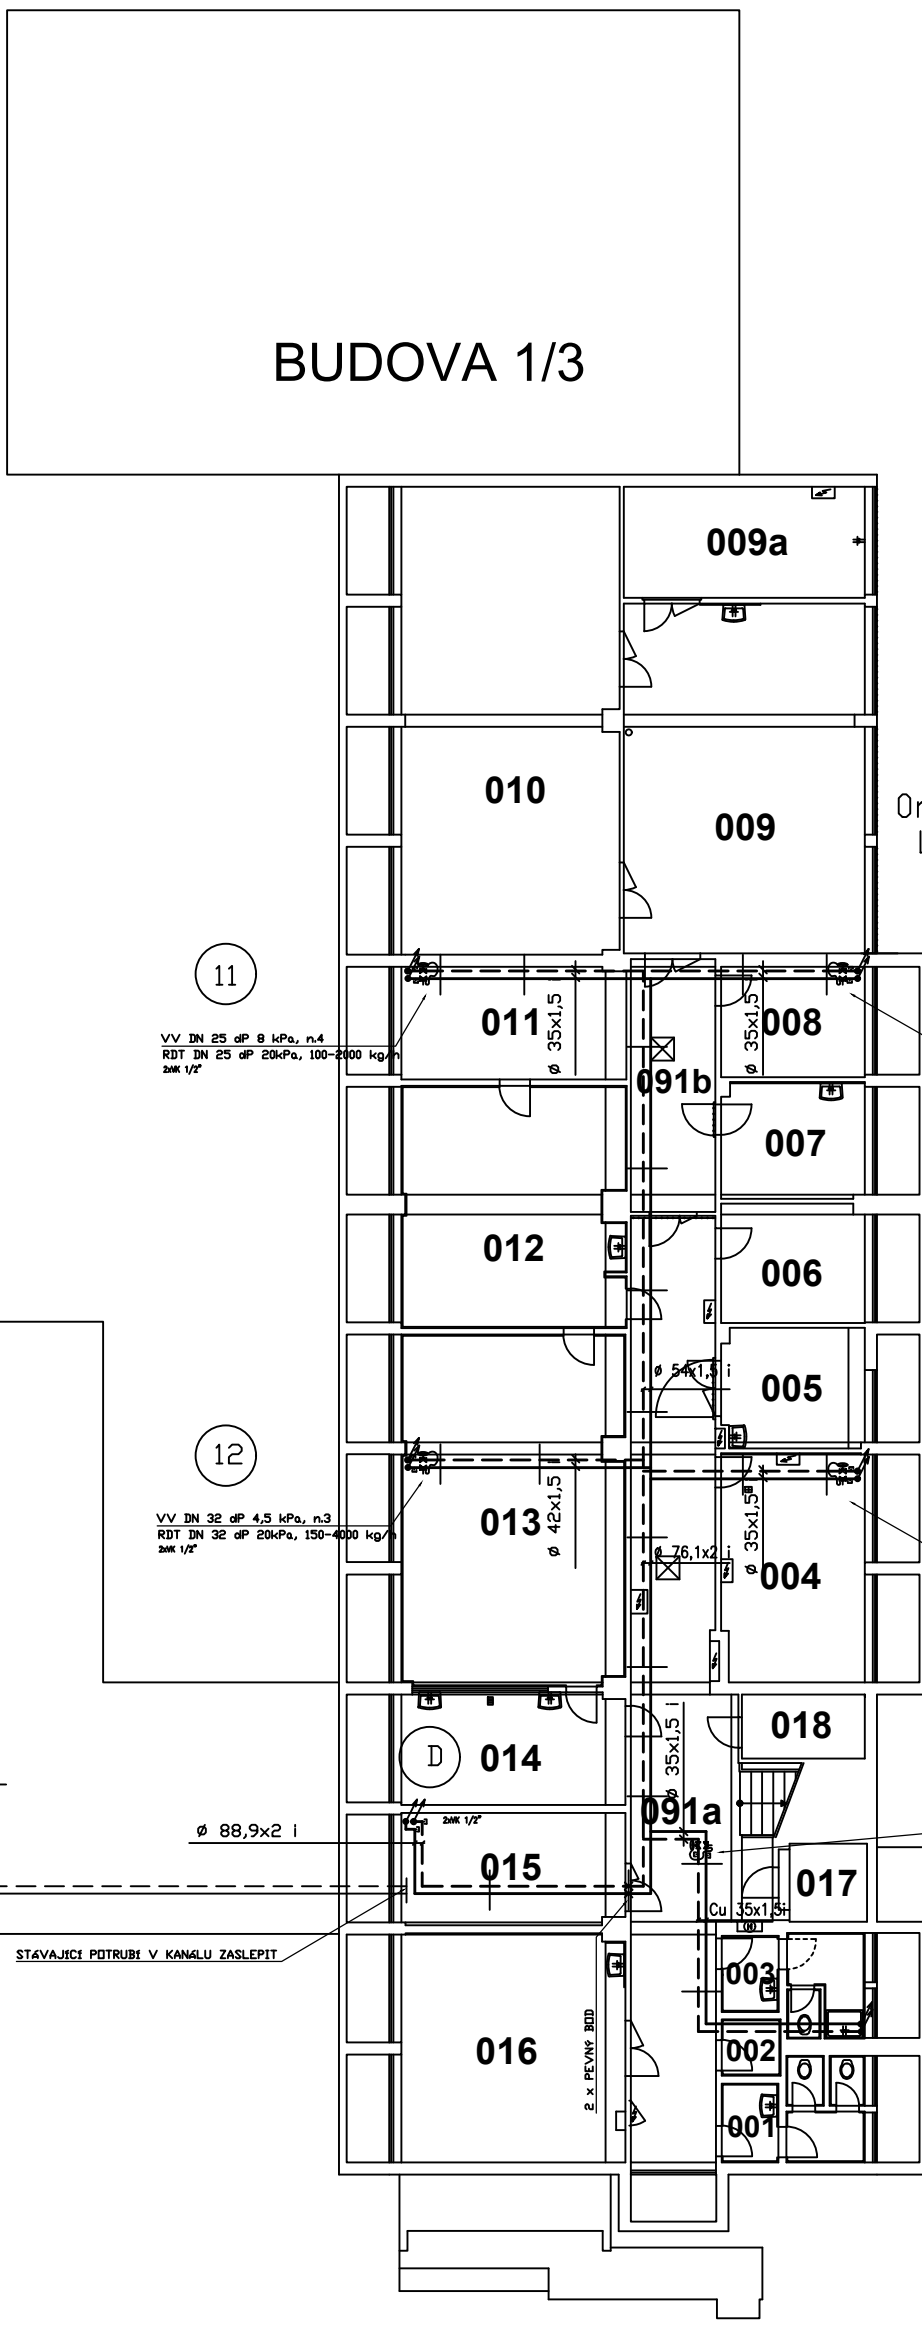 BUDOVA 1/3
009a
010
009
11
VV DN 25 dP 8 kPa, n.4
RDT DN 25 dP 20kPa, 100-2000 kg/h
2xVK 1/2"
011
Ø 35x1,5 i
Ø 35x1,5 i
008
091b
007
012
006
Ø 54x1,5 i
005
12
VV DN 32 dP 4,5 kPa, n.3
RDT DN 32 dP 20kPa, 150-4000 kg/h
2xVK 1/2"
013
Ø 42x1,5 i
Ø 76,1x2 i
Ø 35x1,5 i
004
D
014
Ø 35x1,5 i
018
091a
2xVK 1/2"
Ø 88,9x2 i
015
017
Cu 35x1,5i
STÁVAJÍCÍ POTRUBÍ V KANÁLU ZASLEPIT
003
016
2 x PEVNÝ BOD
002
001